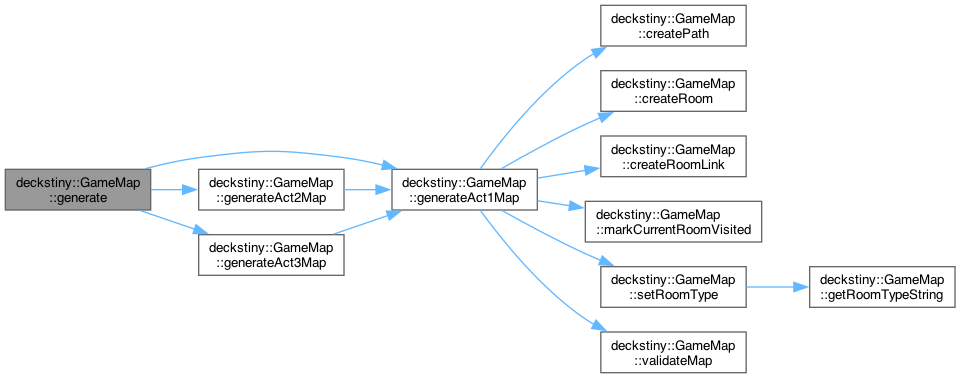 deckstiny::GameMap
::generate
deckstiny::GameMap
::generateAct2Map
deckstiny::GameMap
::generateAct3Map
deckstiny::GameMap
::generateAct1Map
deckstiny::GameMap
::createPath
deckstiny::GameMap
::createRoom
deckstiny::GameMap
::createRoomLink
deckstiny::GameMap
::markCurrentRoomVisited
deckstiny::GameMap
::setRoomType
deckstiny::GameMap
::validateMap
deckstiny::GameMap
::getRoomTypeString